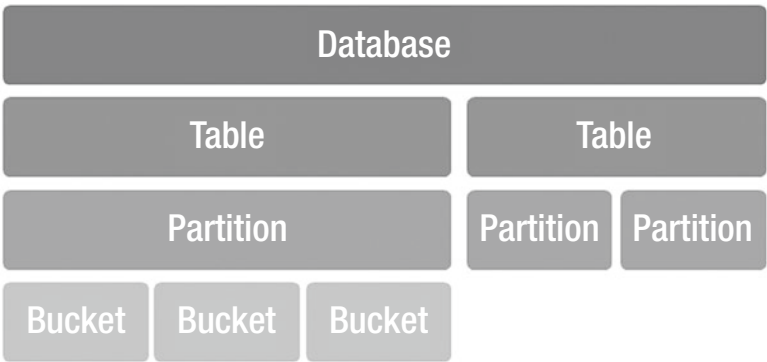 Database
Table Table
Partition Partition Partition
Bucket Bucket Bucket